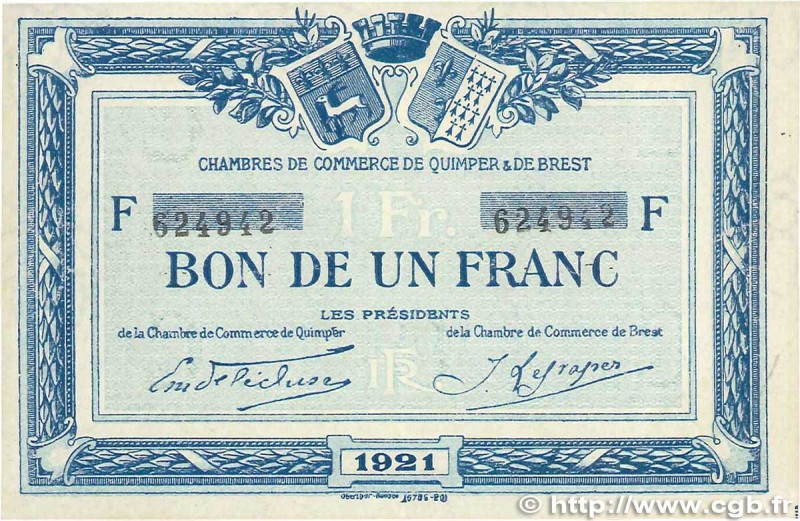 CHAMBRES DE COMMERCE DE QUIMPER & DE BREST
F 624942 1 Fr. 624942 F
BON DE UN FRANC
LES PRÉSIDENTS
de la Chambre de Commerce de Quimper de la Chambre de Commerce de Brest
RF
1921
© http://www.cgb.fr